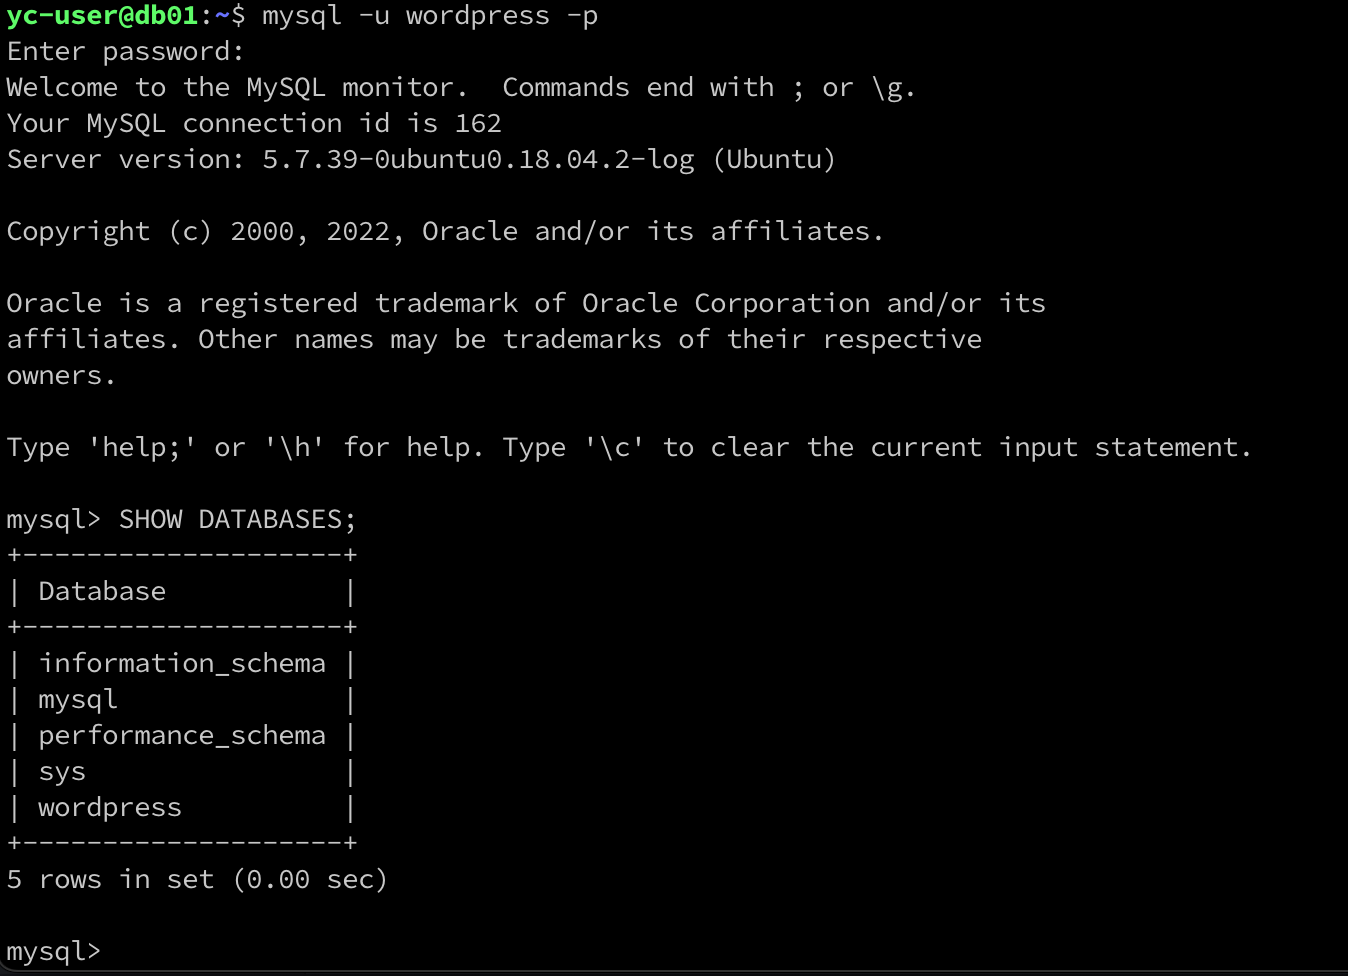 yc-user@db01:~$ mysql -u wordpress -p
Enter password:
Welcome to the MySQL monitor.  Commands end with ; or \g.
Your MySQL connection id is 162
Server version: 5.7.39-0ubuntu0.18.04.2-log (Ubuntu)

Copyright (c) 2000, 2022, Oracle and/or its affiliates.

Oracle is a registered trademark of Oracle Corporation and/or its
affiliates. Other names may be trademarks of their respective
owners.

Type 'help;' or '\h' for help. Type '\c' to clear the current input statement.

mysql> SHOW DATABASES;
+--------------------+
| Database           |
+--------------------+
| information_schema |
| mysql              |
| performance_schema |
| sys                |
| wordpress          |
+--------------------+
5 rows in set (0.00 sec)

mysql>